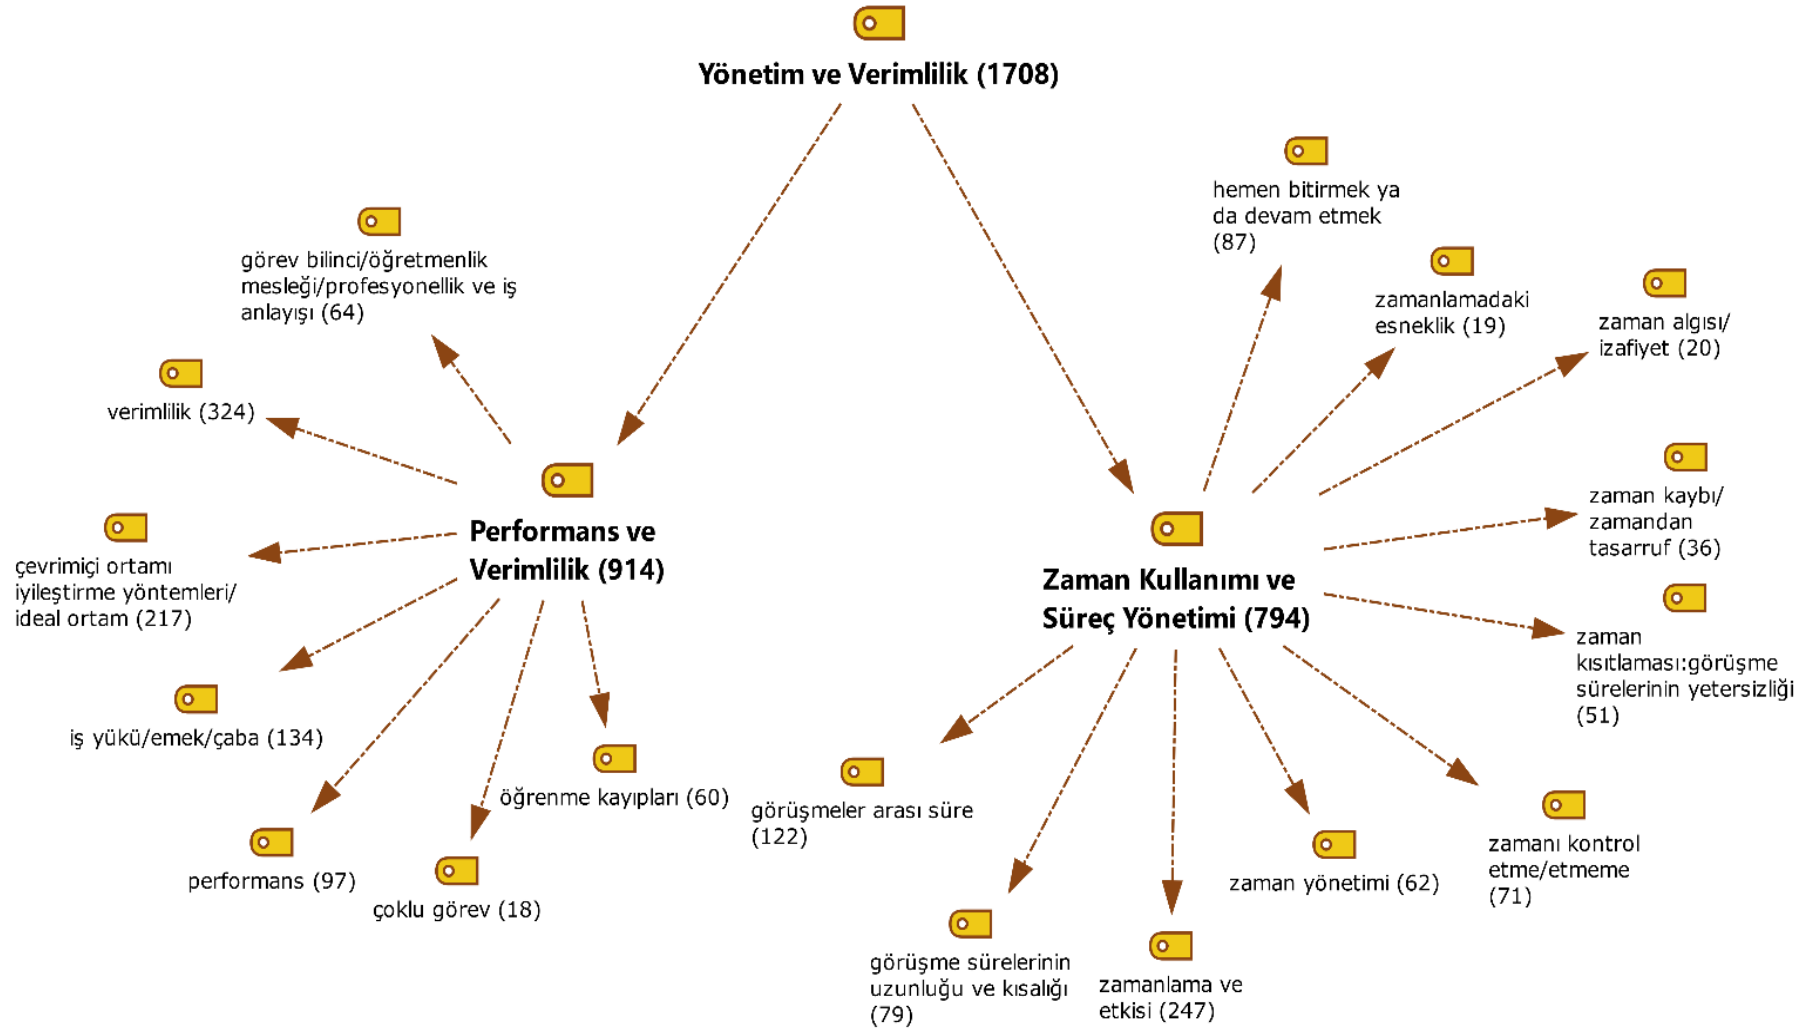 Yönetim ve Verimlilik (1708)
hemen bitirmek ya
da devam etmek
(87)
görev bilinci/öğretmenlik
mesleği/profesyonellik ve iş
anlayışı (64)
zamanlamadaki
esneklik (19)
zaman algısı/
izafiyet (20)
verimlilik (324)
Performans ve
Verimlilik (914)
zaman kaybı/
zamandan
tasarruf (36)
çevrimiçi ortamı
iyileştirme yöntemleri/
ideal ortam (217)
Zaman Kullanımı ve
Süreç Yönetimi (794)
zaman
kısıtlaması:görüşme
sürelerinin yetersizliği
(51)
iş yükü/emek/çaba (134)
öğrenme kayıpları (60)
görüşmeler arası süre
(122)
performans (97)
çoklu görev (18)
zaman yönetimi (62)
zamanı kontrol
etme/etmeme
(71)
görüşme sürelerinin
uzunluğu ve kısalığı
(79)
zamanlama ve
etkisi (247)